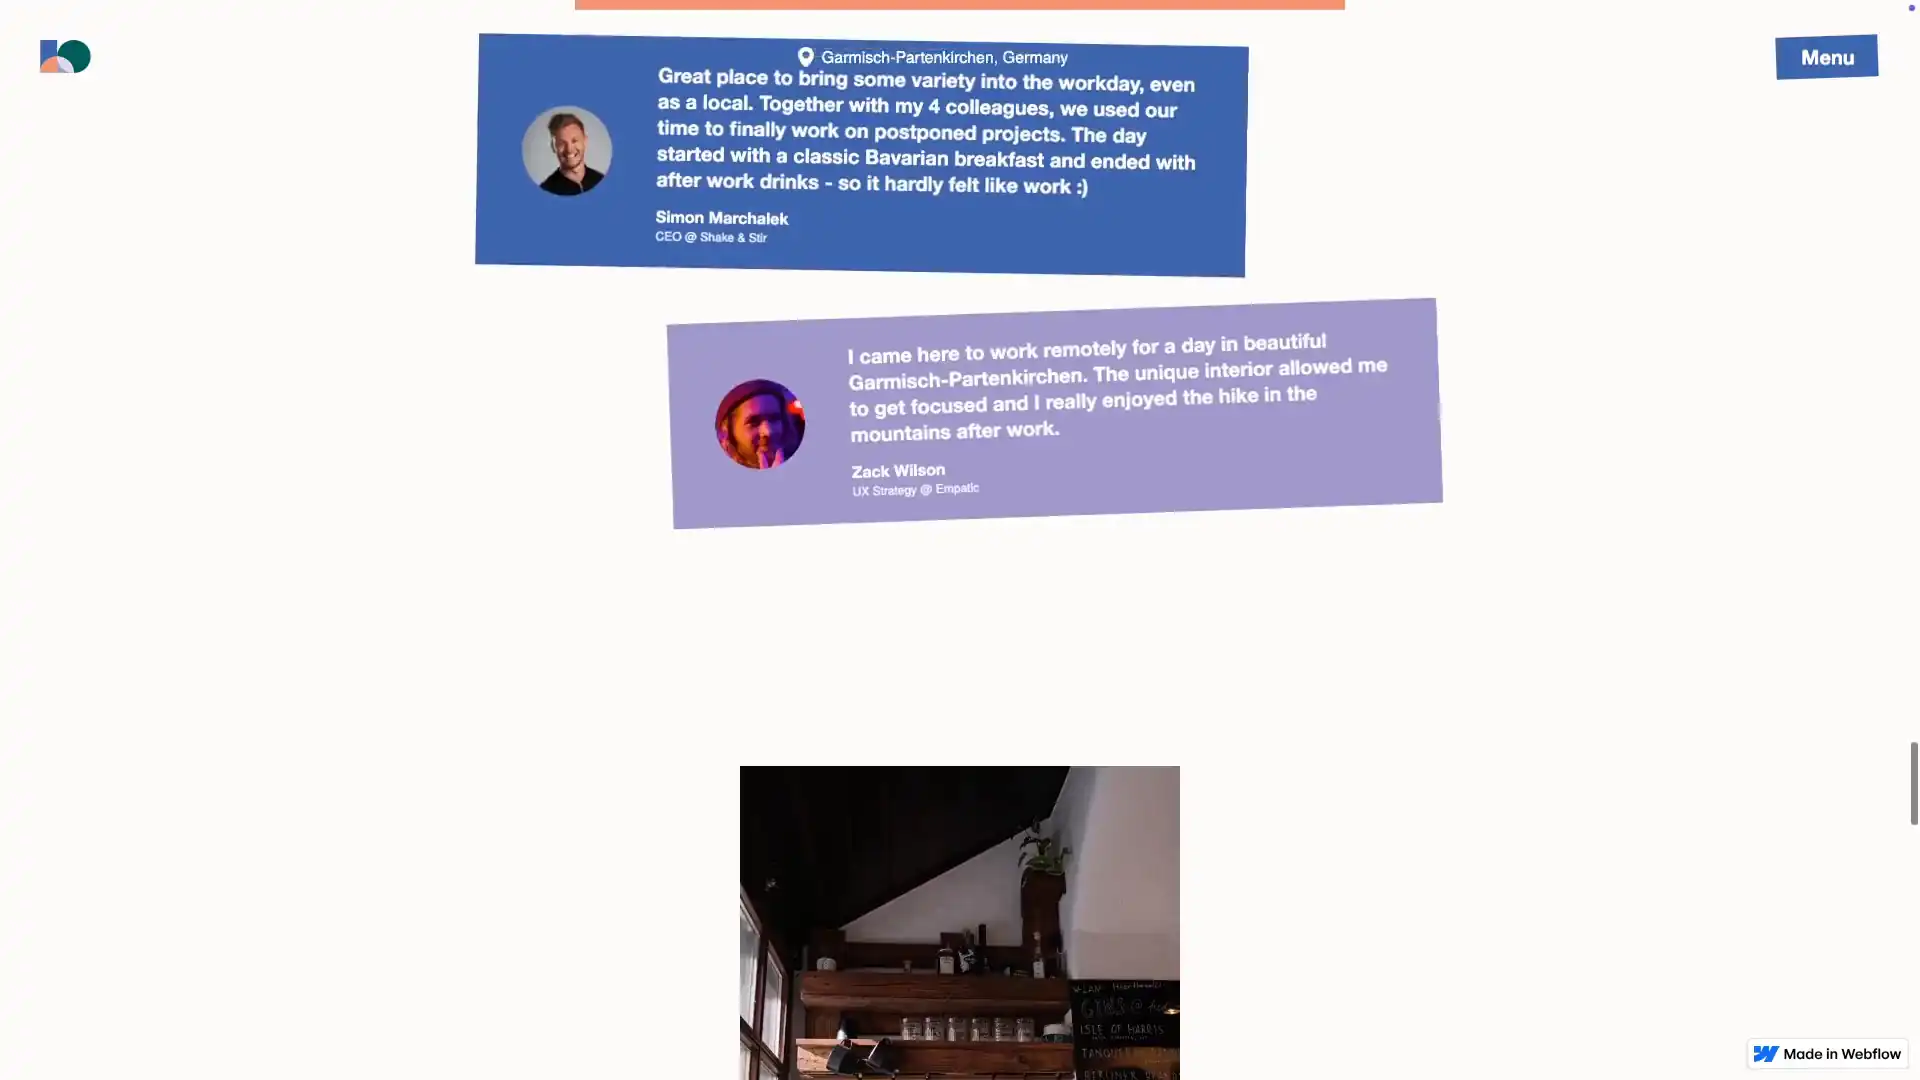 Garmisch-Partenkirchen, Germany
Menu
Great place to bring some variety into the workday, even
as a local. Together with my 4 colleagues, we used our
time to finally work on postponed projects. The day
started with a classic Bavarian breakfast and ended with
after work drinks - so it hardly felt like work :)
Simon Marchalek
CEO @ Shake & Stir
I came here to work remotely for a day in beautiful
Garmisch-Partenkirchen. The unique interior allowed me
to get focused and I really enjoyed the hike in the
mountains after work.
Zack Wilson
UX Strategy @ Empatic
ISLE OF HARRIS
Made in Webflow